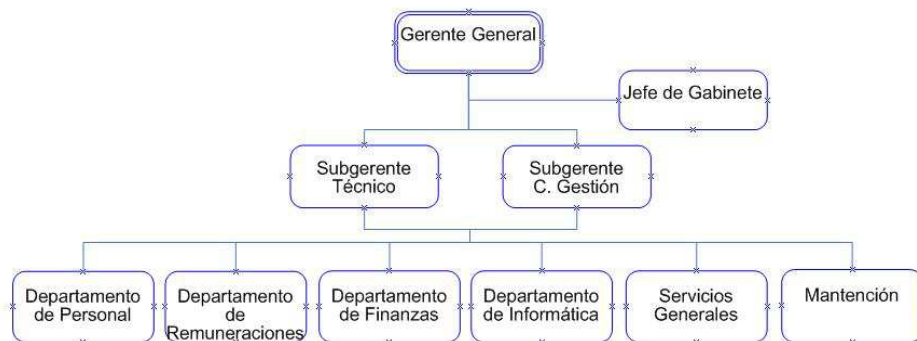 Gerente General
Jefe de Gabinete
Subgerente
Técnico
Subgerente
C. Gestión
Departamento
de Personal
Departamento
de
Remuneraciones
Departamento
de Finanzas
Departamento
de Informática
Servicios
Generales
Mantención